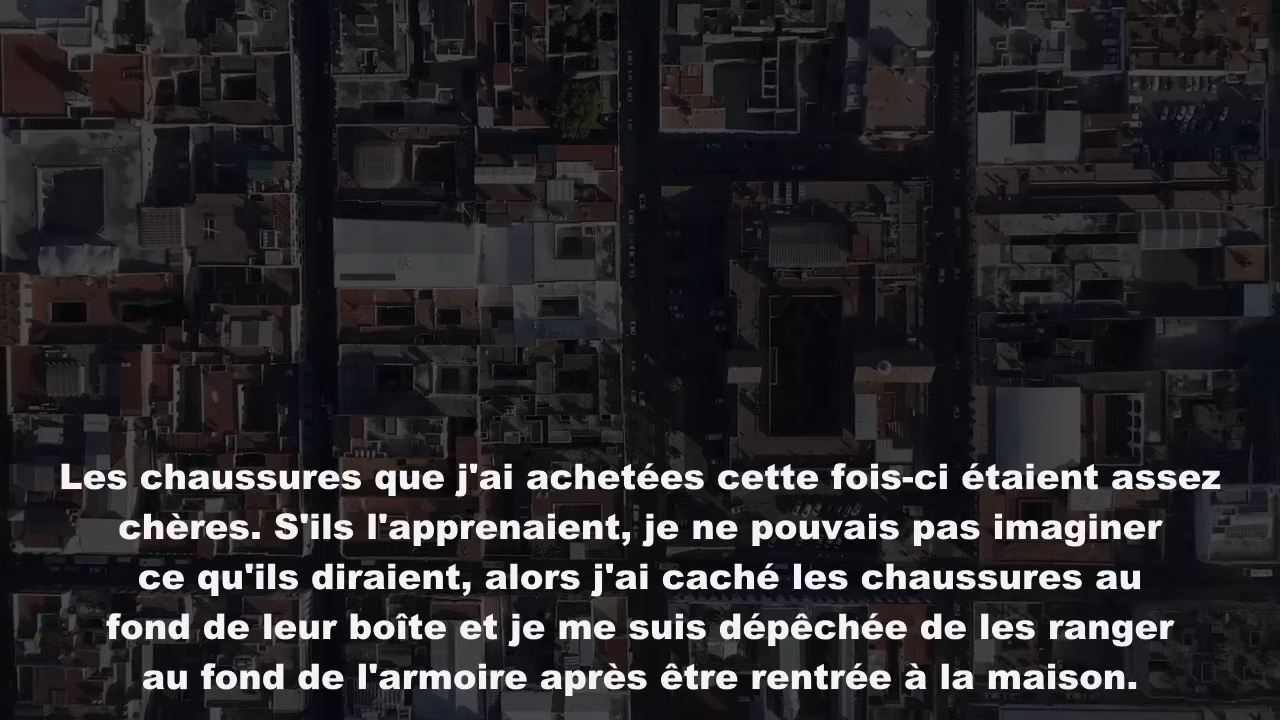 Les chaussures que j'ai achetées cette fois-ci étaient assez
chères. S'ils l'apprenaient, je ne pouvais pas imaginer
ce qu'ils diraient, alors j'ai caché les chaussures au
fond de leur boîte et je me suis dépêchée de les ranger
au fond de l'armoire après être rentrée à la maison.